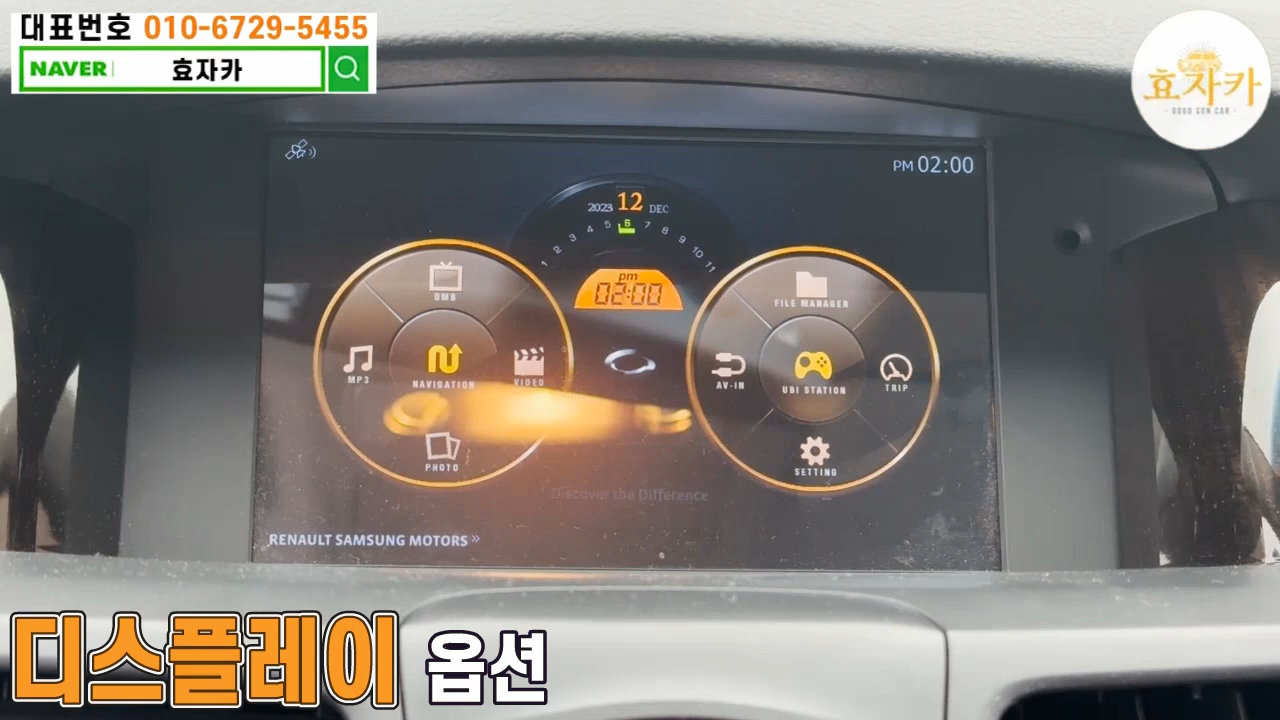 대표번호 010-6729-5455
NAVER 효자카
효자카
GOOD SON CAR
PM 02:00
2023 12 DEC
1 2 3 4 5 6 7 8 9 10 11
pm
02:00
DMB
MP3
NAVIGATION
VIDEO
PHOTO
FILE MANAGER
AV-IN
UBI STATION
TRIP
SETTING
Discover the Difference
RENAULT SAMSUNG MOTORS »
디스플레이 옵션